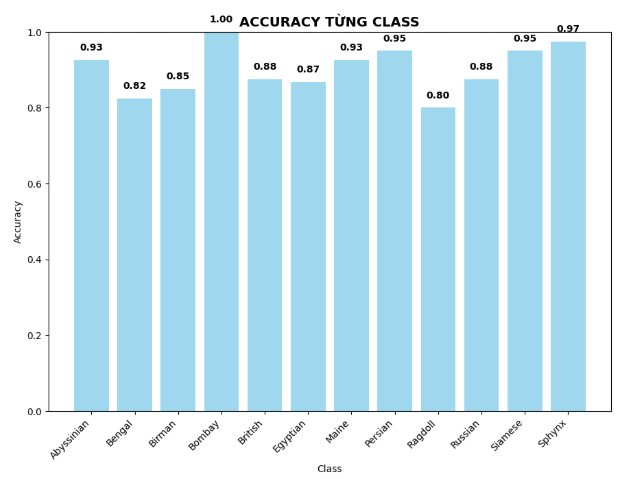 ACCURACY TỪNG CLASS
1.00
0.93
0.82
0.85
0.88
0.87
0.93
0.95
0.80
0.88
0.95
0.97
Accuracy
1.0
0.8
0.6
0.4
0.2
0.0
Abyssinian
Bengal
Birman
Bombay
British
Egyptian
Maine
Persian
Ragdoll
Russian
Siamese
Sphynx
Class